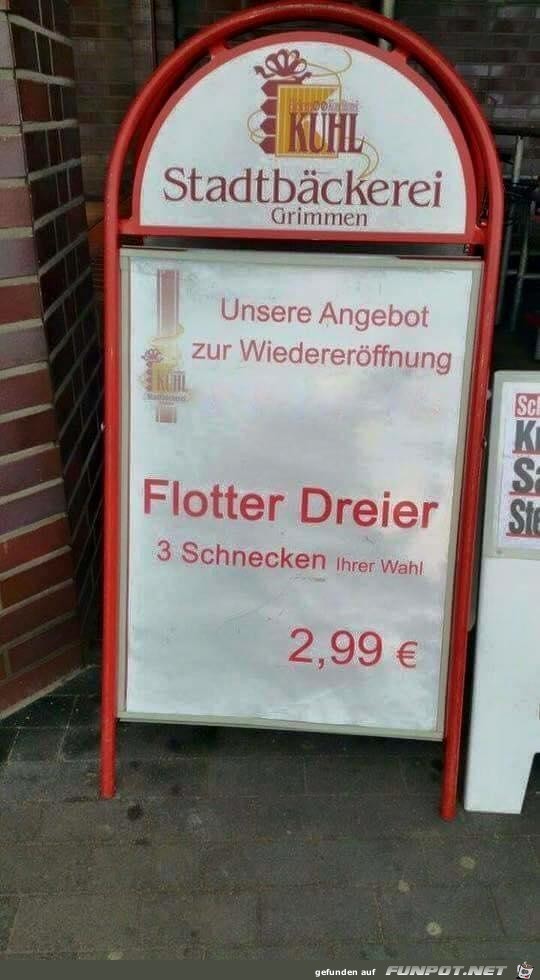 KÜHL
Stadtbäckerei
Grimmen
Unsere Angebot
zur Wiedereröffnung
KÜHL
Flotter Dreier
3 Schnecken Ihrer Wahl
2,99 €
gefunden auf FUNPOT.NET